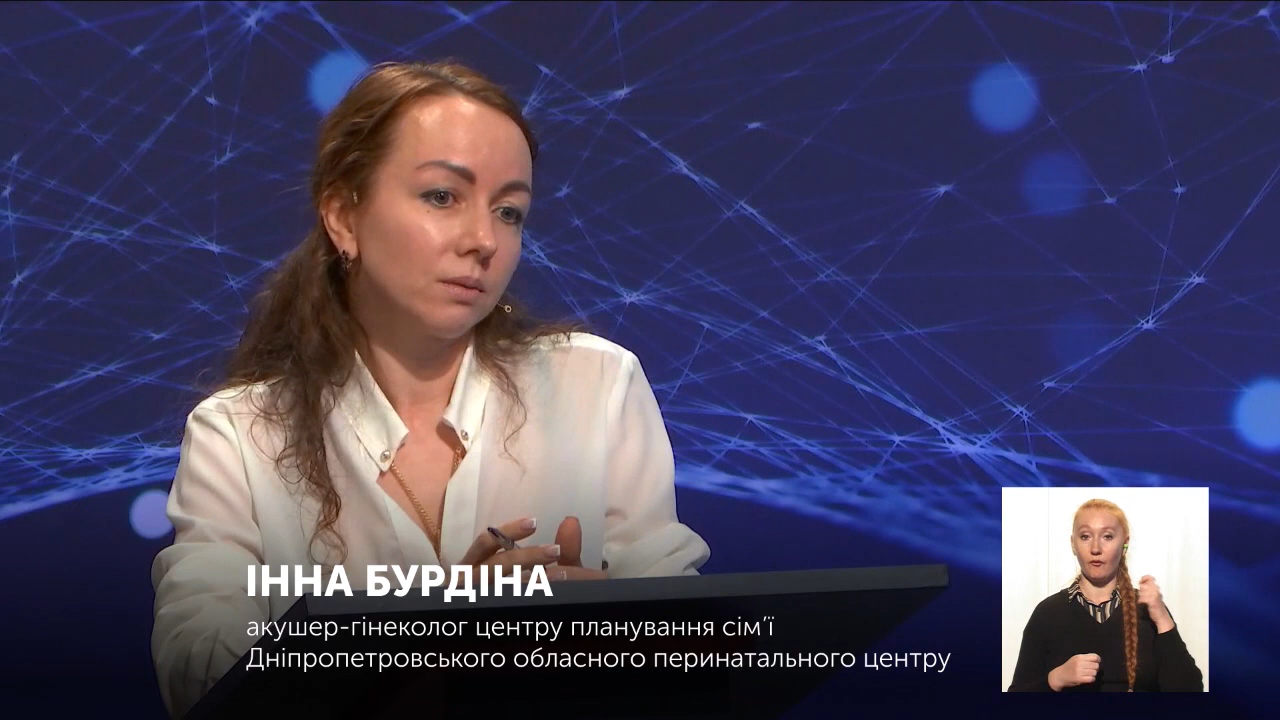 ІННА БУРДІНА
акушер-гінеколог центру планування сім’ї
Дніпропетровського обласного перинатального центру